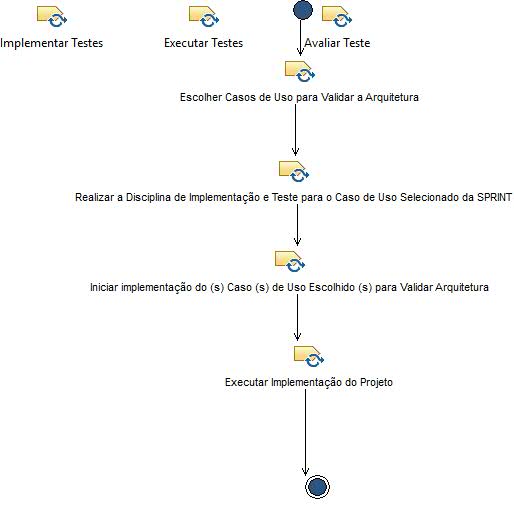 Implementar Testes
Executar Testes
Avaliar Teste
Escolher Casos de Uso para Validar a Arquitetura
Realizar a Disciplina de Implementação e Teste para o Caso de Uso Selecionado da SPRINT
Iniciar implementação do (s) Caso (s) de Uso Escolhido (s) para Validar Arquitetura
Executar Implementação do Projeto